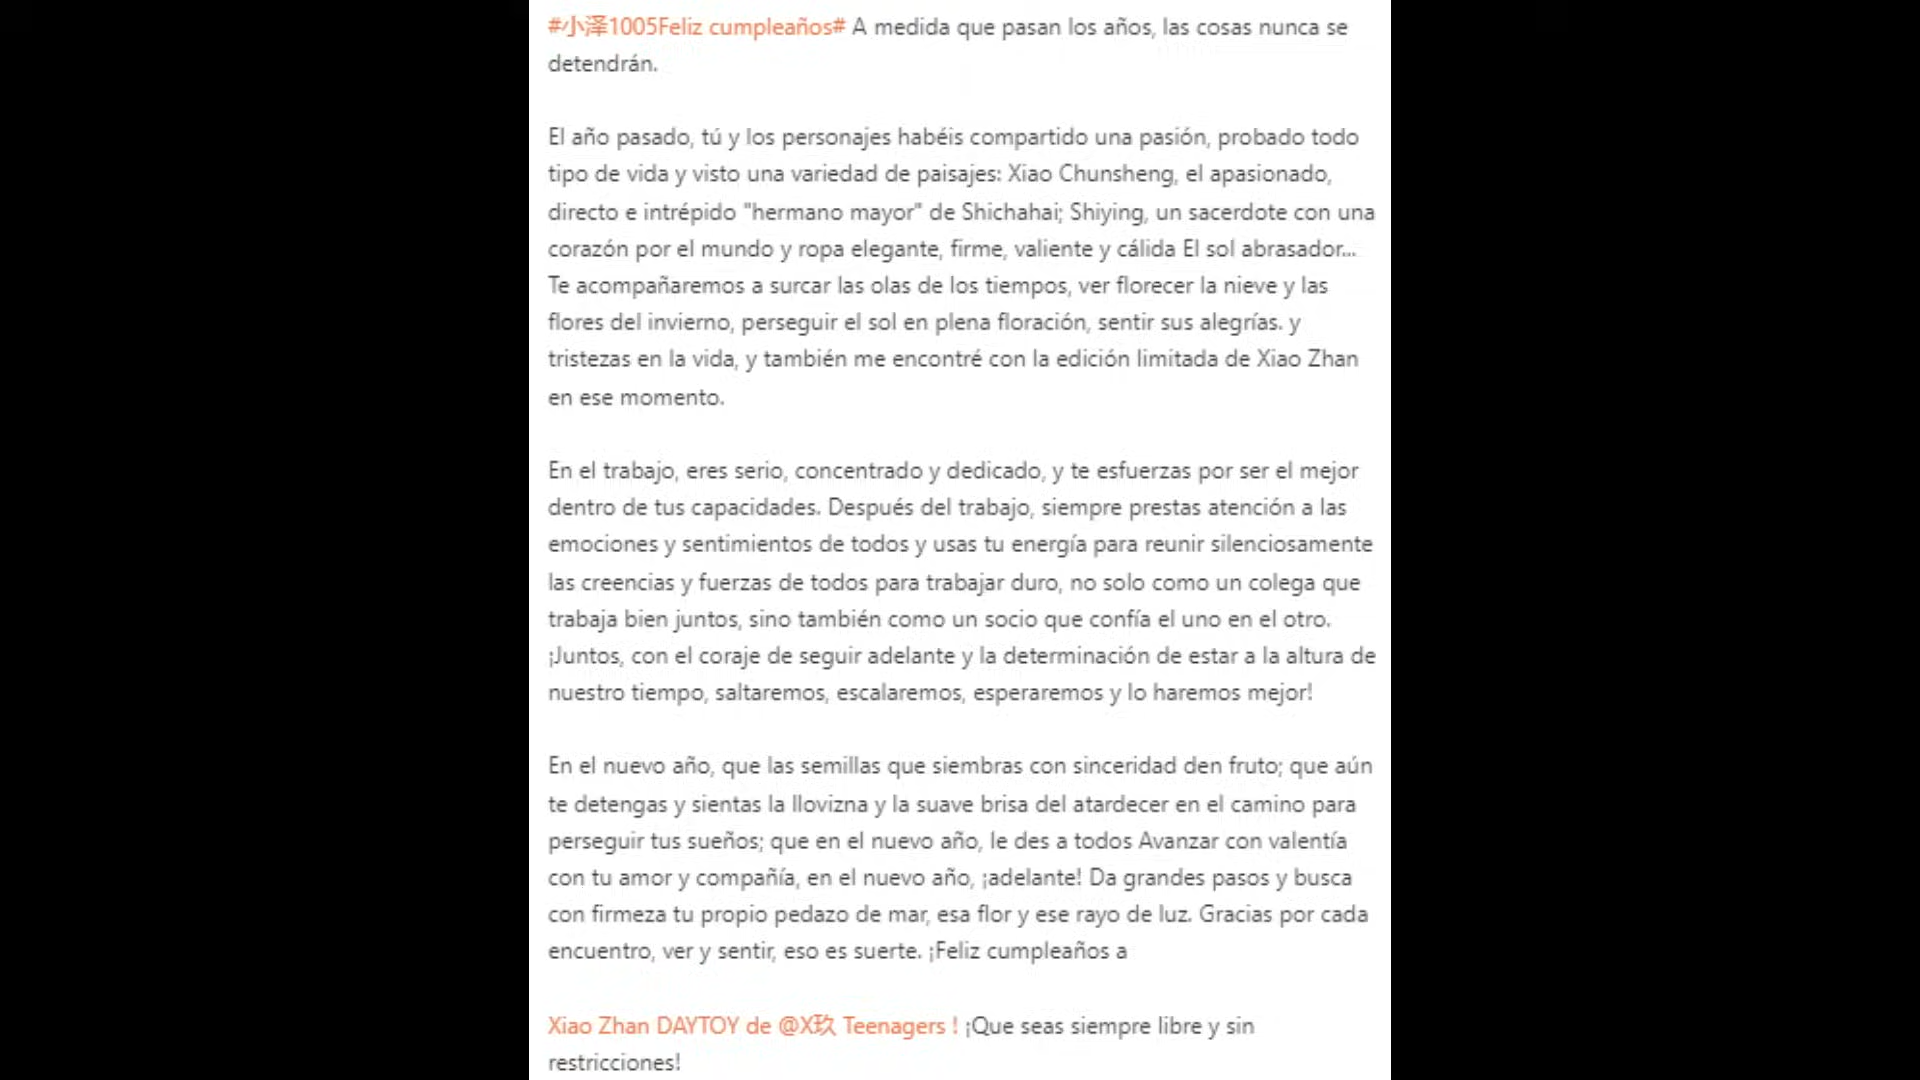 #小泽1005Feliz cumpleaños# A medida que pasan los años, las cosas nunca se
detendrán.
El año pasado, tú y los personajes habéis compartido una pasión, probado todo
tipo de vida y visto una variedad de paisajes: Xiao Chunsheng, el apasionado,
directo e intrépido "hermano mayor" de Shichahai; Shiying, un sacerdote con una
corazón por el mundo y ropa elegante, firme, valiente y cálida El sol abrasador...
Te acompañaremos a surcar las olas de los tiempos, ver florecer la nieve y las
flores del invierno, perseguir el sol en plena floración, sentir sus alegrías. y
tristezas en la vida, y también me encontré con la edición limitada de Xiao Zhan
en ese momento.
En el trabajo, eres serio, concentrado y dedicado, y te esfuerzas por ser el mejor
dentro de tus capacidades. Después del trabajo, siempre prestas atención a las
emociones y sentimientos de todos y usas tu energía para reunir silenciosamente
las creencias y fuerzas de todos para trabajar duro, no solo como un colega que
trabaja bien juntos, sino también como un socio que confía el uno en el otro.
¡Juntos, con el coraje de seguir adelante y la determinación de estar a la altura de
nuestro tiempo, saltaremos, escalaremos, esperaremos y lo haremos mejor!
En el nuevo año, que las semillas que siembras con sinceridad den fruto; que aún
te detengas y sientas la llovizna y la suave brisa del atardecer en el camino para
perseguir tus sueños; que en el nuevo año, le des a todos Avanzar con valentía
con tu amor y compañía, en el nuevo año, ¡adelante! Da grandes pasos y busca
con firmeza tu propio pedazo de mar, esa flor y ese rayo de luz. Gracias por cada
encuentro, ver y sentir, eso es suerte. ¡Feliz cumpleaños a
Xiao Zhan DAYTOY de @X玖 Teenagers ! ¡Que seas siempre libre y sin
restricciones!